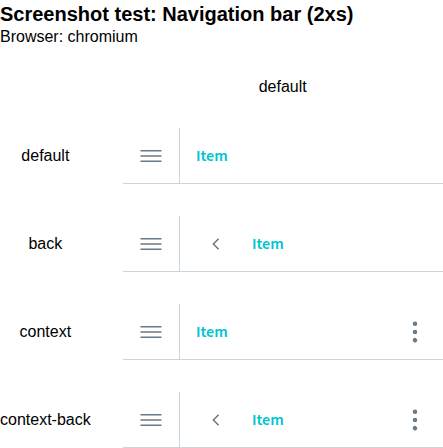 Screenshot test: Navigation bar (2xs)
Browser: chromium
default
default Item
back Item
context Item
context-back Item